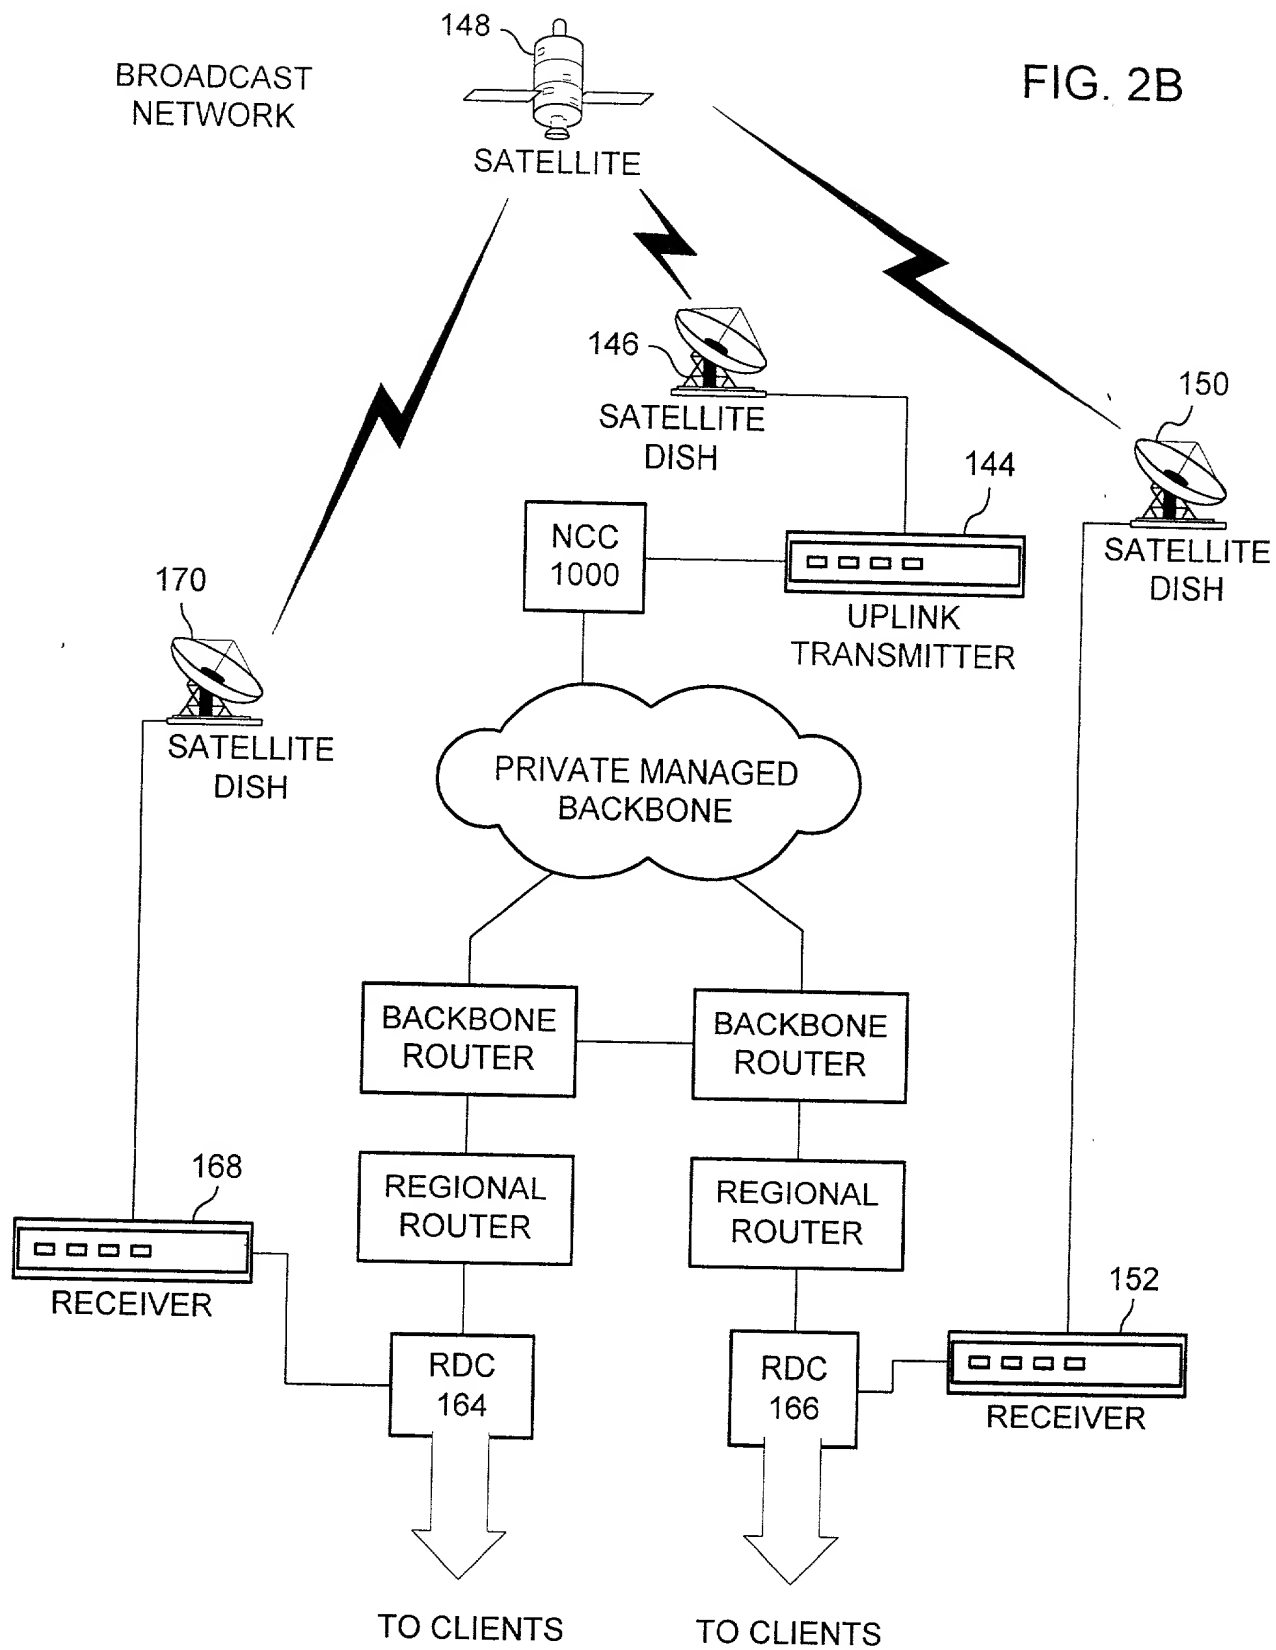 148
BROADCAST
NETWORK
FIG. 2B
SATELLITE
146
SATELLITE
DISH
150
SATELLITE
DISH
144
UPLINK
TRANSMITTER
NCC
1000
170
SATELLITE
DISH
PRIVATE MANAGED
BACKBONE
BACKBONE
ROUTER
BACKBONE
ROUTER
REGIONAL
ROUTER
REGIONAL
ROUTER
168
RECEIVER
152
RECEIVER
RDC
164
RDC
166
TO CLIENTS
TO CLIENTS